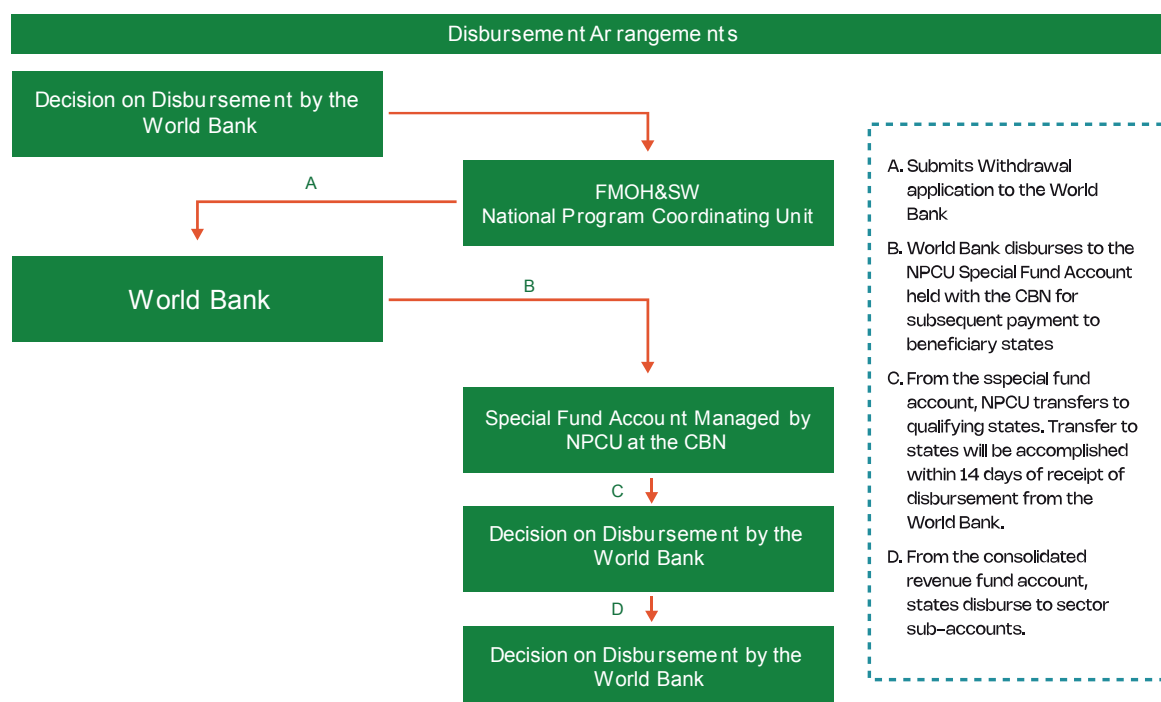 Disbursement Arrangements
Decision on Disbursement by the
World Bank
A
FMOH&SW
National Program Coordinating Unit
World Bank
B
Special Fund Account Managed by
NPCU at the CBN
C
Decision on Disbursement by the
World Bank
D
Decision on Disbursement by the
World Bank
A. Submits Withdrawal
application to the World
Bank
B. World Bank disburses to the
NPCU Special Fund Account
held with the CBN for
subsequent payment to
beneficiary states
C. From the sspecial fund
account, NPCU transfers to
qualifying states. Transfer to
states will be accomplished
within 14 days of receipt of
disbursement from the
World Bank.
D. From the consolidated
revenue fund account,
states disburse to sector
sub-accounts.